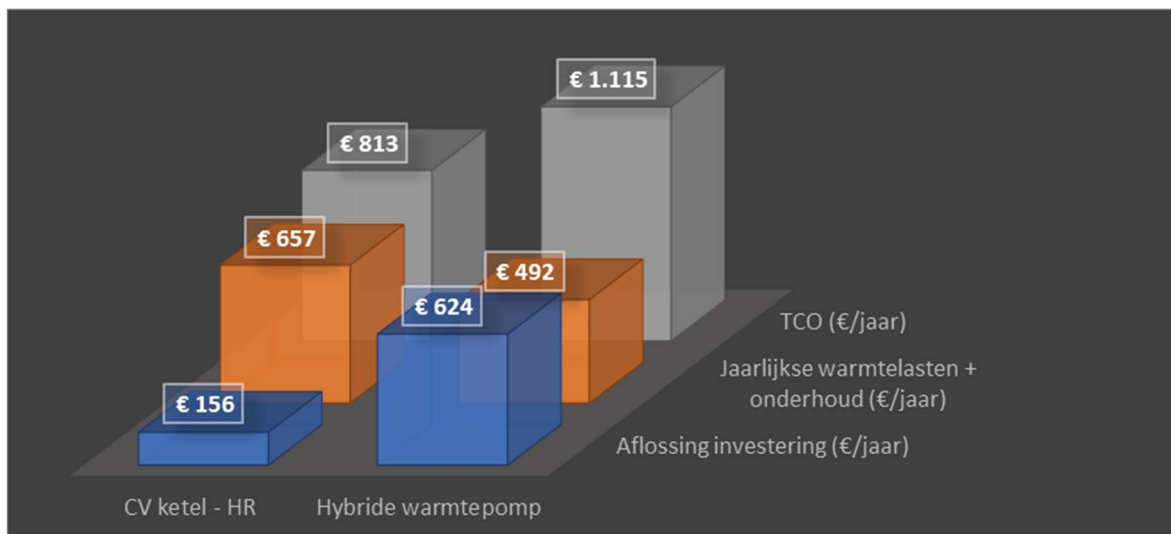 € 1.115
€ 813
€ 657
€ 492
€ 624
€ 156
TCO (€/jaar)
Jaarlijkse warmtelasten +
onderhoud (€/jaar)
Aflossing investering (€/jaar)
CV ketel - HR
Hybride warmtepomp